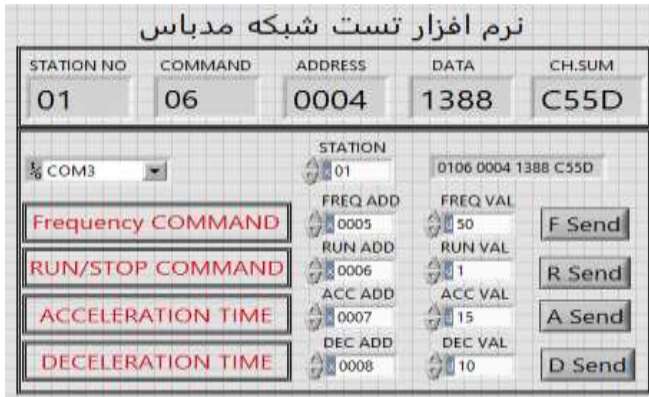 نرم افزار تست شبکه مدباس
STATION NO COMMAND ADDRESS DATA CH.SUM
01 06 0004 1388 C55D
STATION
COM3 x 01 0106 0004 1388 C55D
FREQ ADD FREQ VAL
Frequency COMMAND x 0005 d 50 F Send
RUN ADD RUN VAL
RUN/STOP COMMAND x 0006 d 1 R Send
ACC ADD ACC VAL
ACCELERATION TIME x 0007 d 15 A Send
DEC ADD DEC VAL
DECELERATION TIME x 0008 d 10 D Send